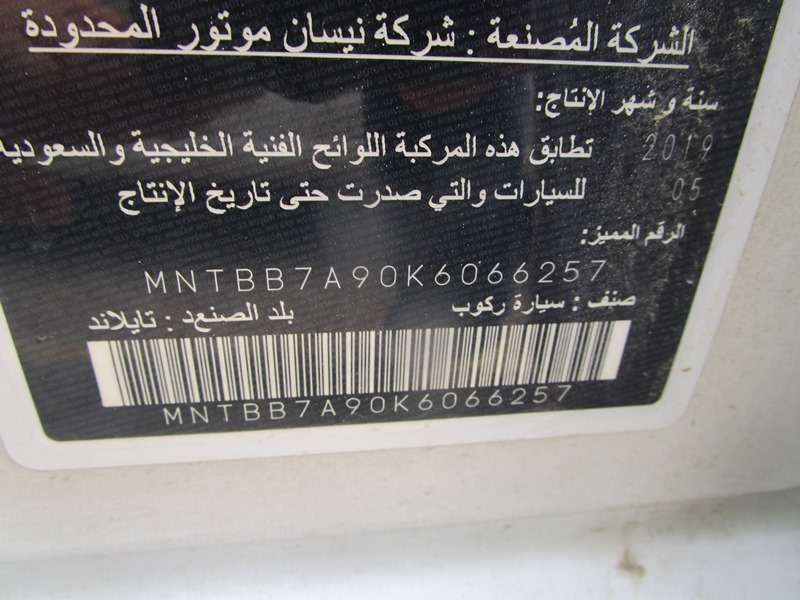 الشركة المُصنعة : شركة نيسان موتور المحدودة
سنة و شهر الإنتاج:
2019 تطابق هذه المركبة اللوائح الفنية الخليجية والسعودية
05 للسيارات والتي صدرت حتى تاريخ الإنتاج
الرقم المميز:
MNTBB7A90K6066257
صنف : سيارة ركوب بلد الصنع : تايلاند
MNTBB7A90K6066257